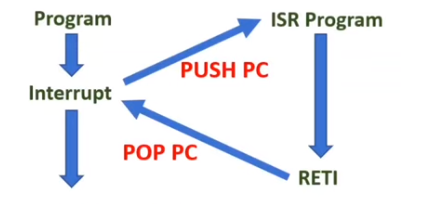 Program
ISR Program
PUSH PC
Interrupt
POP PC
RETI